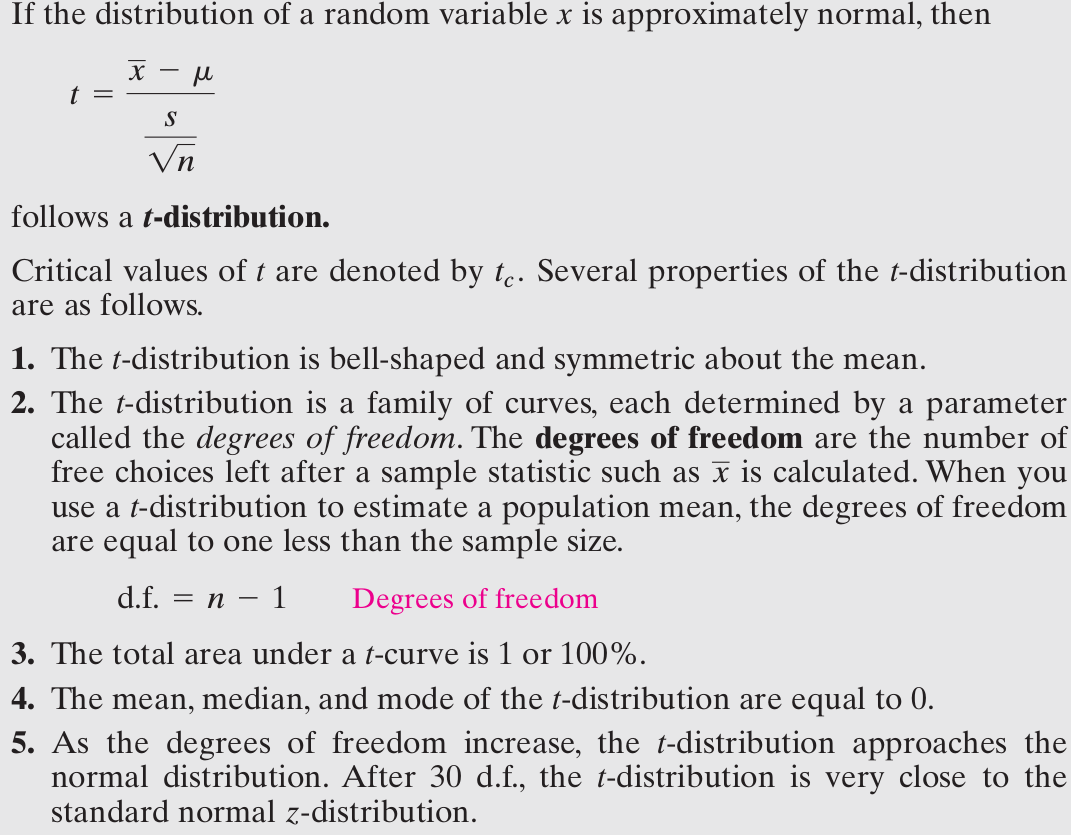 If the distribution of a random variable x is approximately normal, then
t = (x̄ − μ) / (s / √n)
follows a t-distribution.
Critical values of t are denoted by t_c. Several properties of the t-distribution
are as follows.
1. The t-distribution is bell-shaped and symmetric about the mean.
2. The t-distribution is a family of curves, each determined by a parameter
called the degrees of freedom. The degrees of freedom are the number of
free choices left after a sample statistic such as x̄ is calculated. When you
use a t-distribution to estimate a population mean, the degrees of freedom
are equal to one less than the sample size.
d.f. = n − 1 Degrees of freedom
3. The total area under a t-curve is 1 or 100%.
4. The mean, median, and mode of the t-distribution are equal to 0.
5. As the degrees of freedom increase, the t-distribution approaches the
normal distribution. After 30 d.f., the t-distribution is very close to the
standard normal z-distribution.